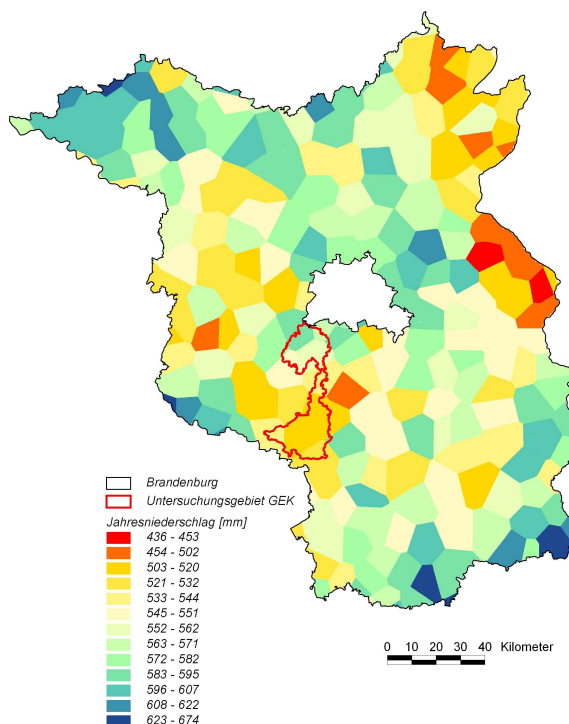 Brandenburg
Untersuchungsgebiet GEK
Jahresniederschlag [mm]
436 - 453
454 - 502
503 - 520
521 - 532
533 - 544
545 - 551
552 - 562
563 - 571
572 - 582
583 - 595
596 - 607
608 - 622
623 - 674
0 10 20 30 40 Kilometer